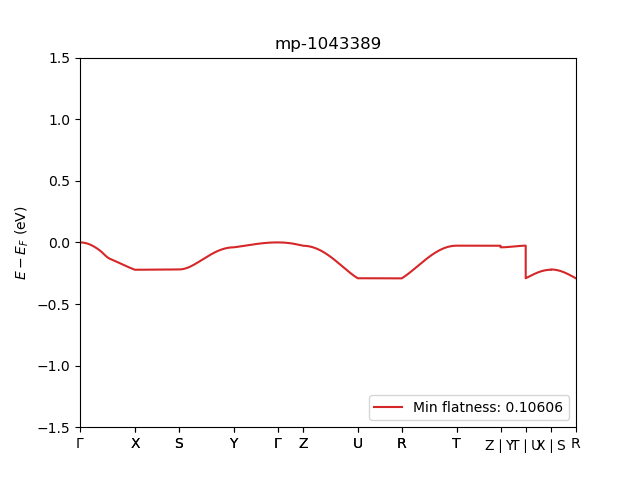 mp-1043389
1.5
1.0
0.5
0.0
−0.5
−1.0
−1.5
E − E_F (eV)
Min flatness: 0.10606
Γ X S Y Γ Z U R T Z | Y T | U X | S R